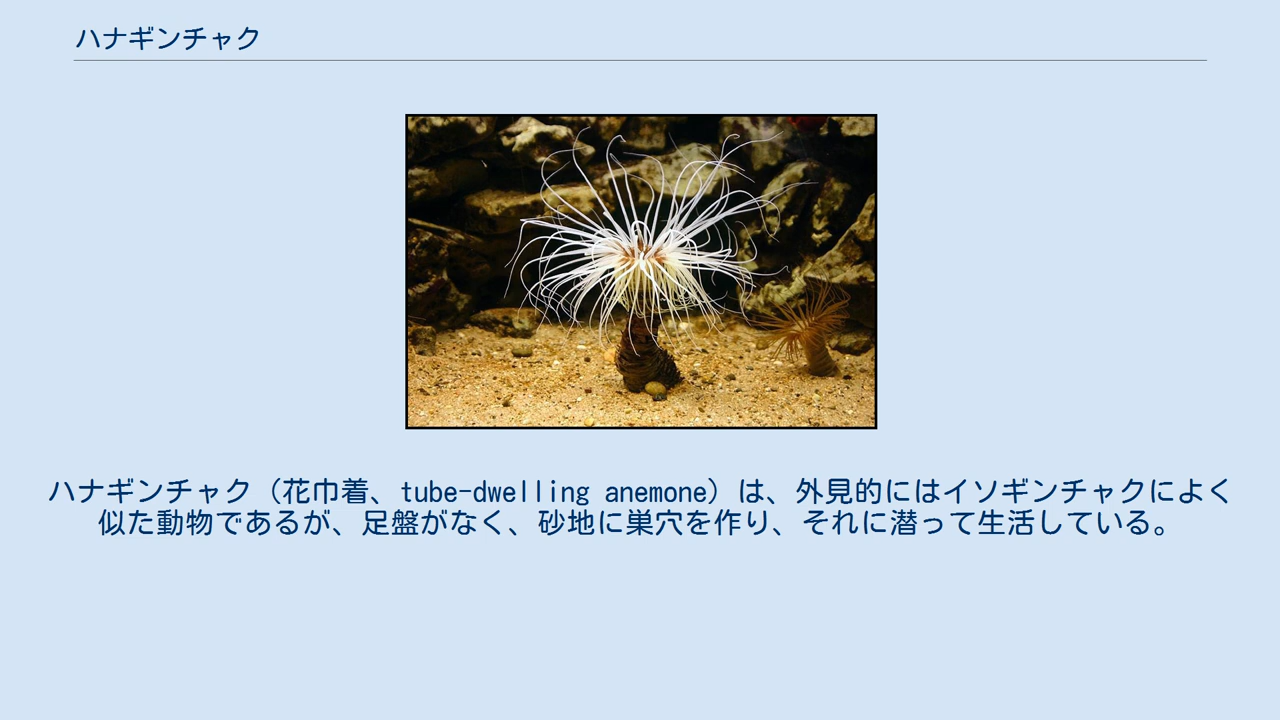 ハナギンチャク
ハナギンチャク（花巾着、tube-dwelling anemone）は、外見的にはイソギンチャクによく
似た動物であるが、足盤がなく、砂地に巣穴を作り、それに潜って生活している。